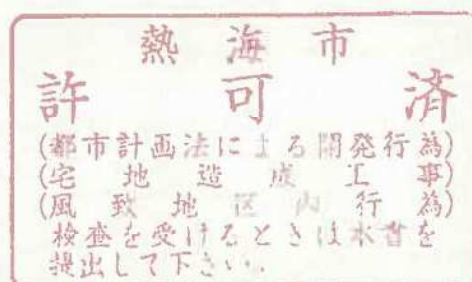 熱海市
許可済
(都市計画法による開発行為)
(宅地造成工事)
(風致地区内行為)
検査を受けるときは本書を
提出して下さい.